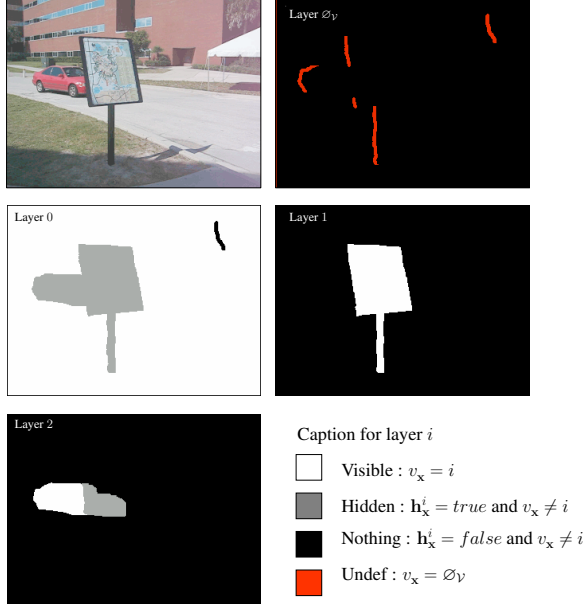 Layer ∅𝒱
Layer 0
Layer 1
Layer 2
Caption for layer i
Visible : v_x = i
Hidden : h_x^i = true and v_x ≠ i
Nothing : h_x^i = false and v_x ≠ i
Undef : v_x = ∅𝒱